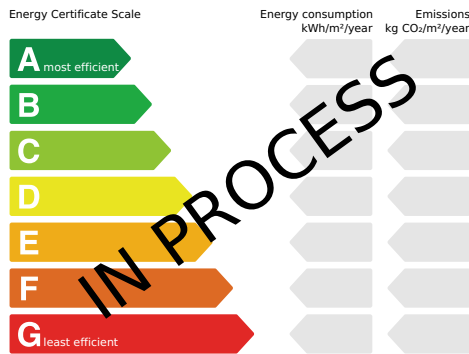 Energy Certificate Scale
Energy consumption
kWh/m²/year
Emissions
kg CO₂/m²/year
A most efficient
B
C
D
E
F
G least efficient
IN PROCESS